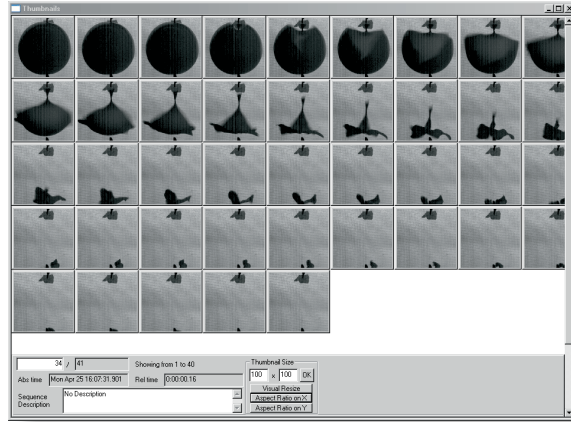 Thumbnails
34 / 41
Showing from 1 to 40
Abs time Mon Apr 25 16:07:31.901 Rel time 0:00:00.16
Sequence Description
No Description
Thumbnail Size
100 x 100 OK
Visual Resize
Aspect Ratio on X
Aspect Ratio on Y